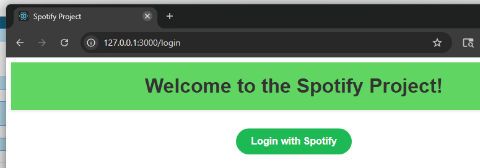 Spotify Project
127.0.0.1:3000/login
Welcome to the Spotify Project!
Login with Spotify